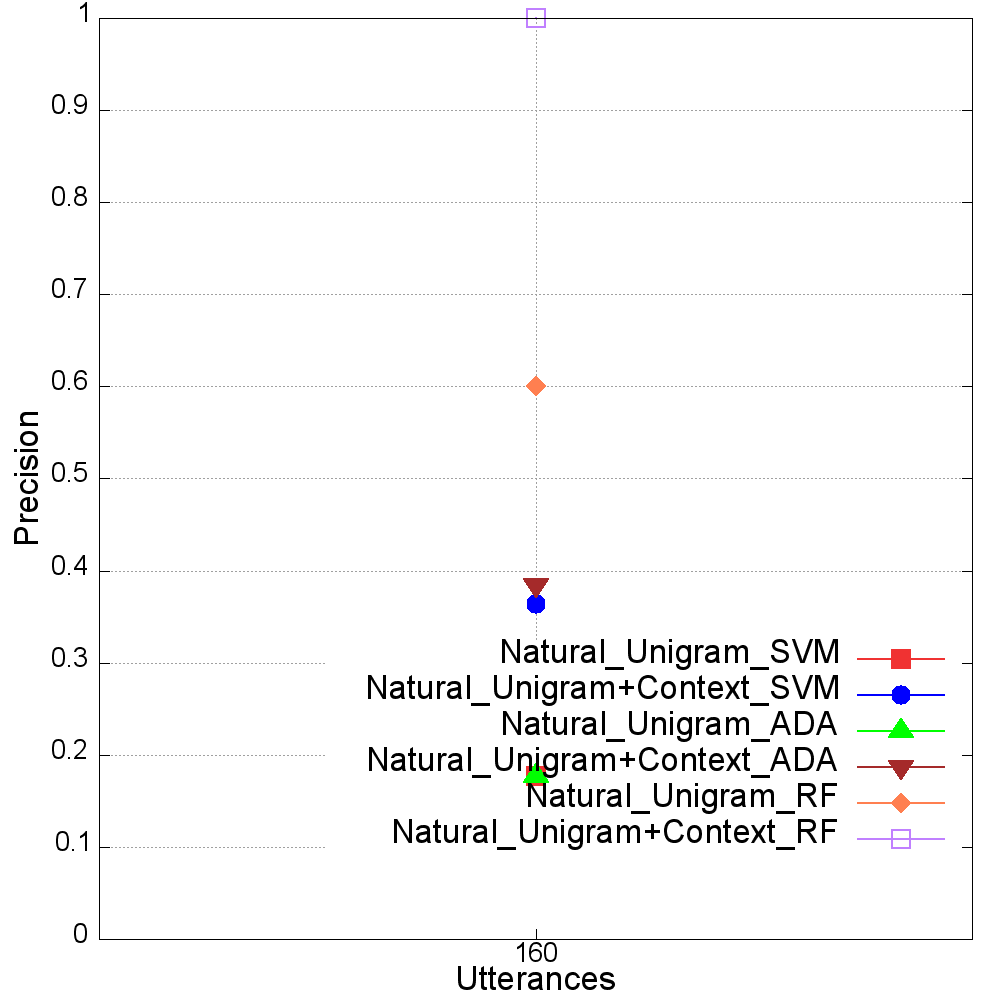 1
0.9
0.8
0.7
0.6
0.5
0.4
0.3
0.2
0.1
0
Precision
Natural_Unigram_SVM
Natural_Unigram+Context_SVM
Natural_Unigram_ADA
Natural_Unigram+Context_ADA
Natural_Unigram_RF
Natural_Unigram+Context_RF
160
Utterances